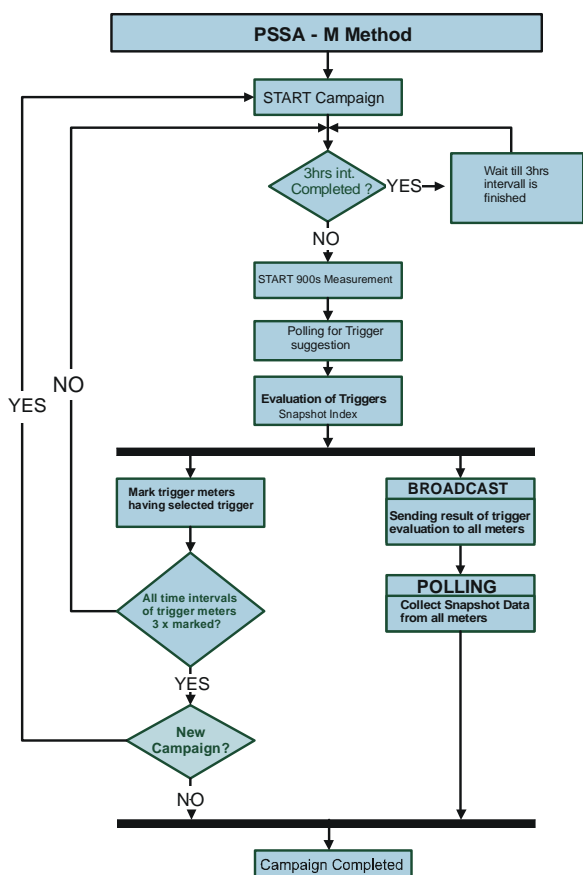 PSSA - M Method
START Campaign
3hrs int.
Completed ?
YES
Wait till 3hrs
intervall is
finished
NO
START 900s Measurement
Polling for Trigger
suggestion
NO
YES
Evaluation of Triggers
Snapshot Index
Mark trigger meters
having selected trigger
BROADCAST
Sending result of trigger
evaluation to all meters
All time intervals
of trigger meters
3 x marked?
POLLING
Collect Snapshot Data
from all meters
YES
New
Campaign?
NO
Campaign Completed